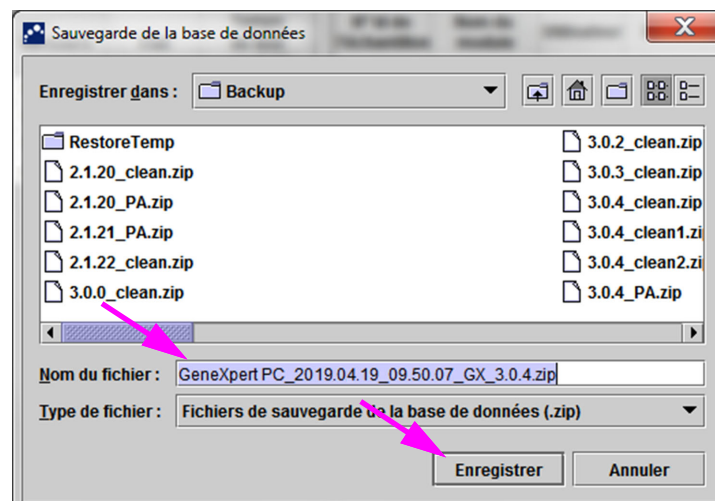 Sauvegarde de la base de données
Enregistrer dans : Backup
RestoreTemp
2.1.20_clean.zip
2.1.20_PA.zip
2.1.21_PA.zip
2.1.22_clean.zip
3.0.0_clean.zip
3.0.2_clean.zip
3.0.3_clean.zip
3.0.4_clean.zip
3.0.4_clean1.zi
3.0.4_clean2.zi
3.0.4_PA.zip
Nom du fichier : GeneXpert PC_2019.04.19_09.50.07_GX_3.0.4.zip
Type de fichier : Fichiers de sauvegarde de la base de données (.zip)
Enregistrer Annuler